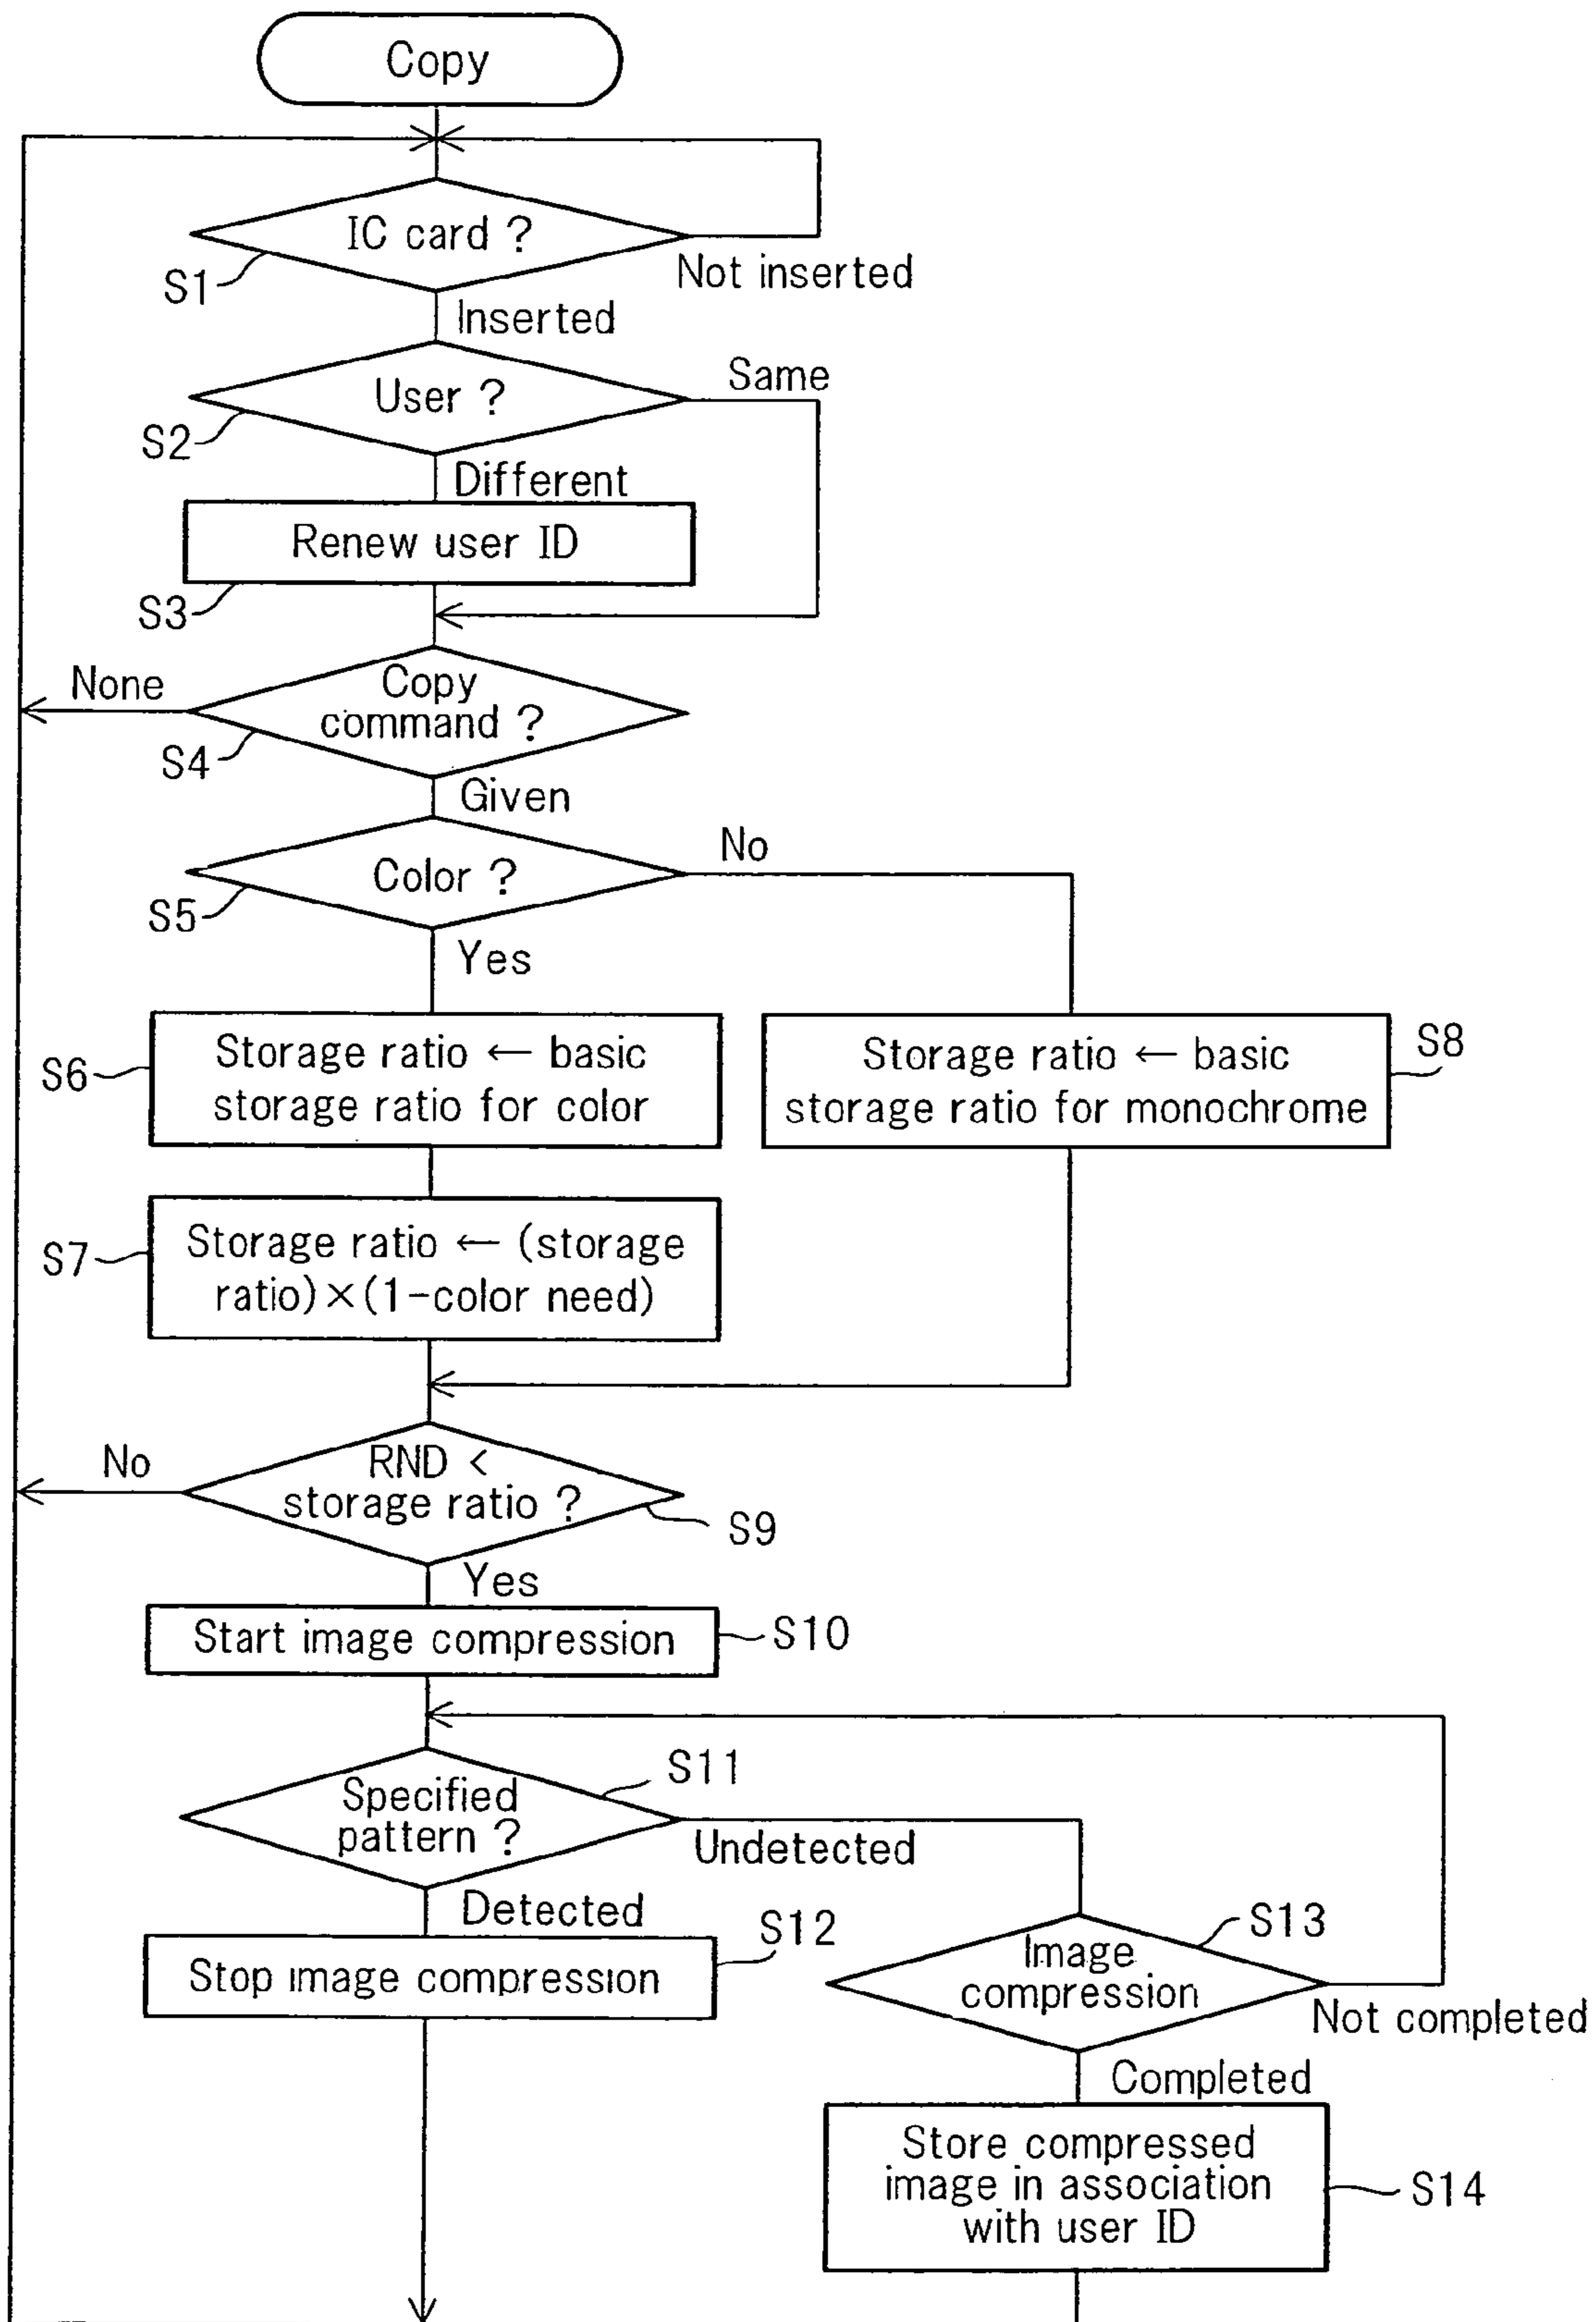 Copy
IC card ?
S1
Not inserted
Inserted
User ?
Same
S2
Different
Renew user ID
S3
Copy
command ?
None
S4
Given
Color ?
No
S5
Yes
Storage ratio ← basic
storage ratio for color
S6
Storage ratio ← basic
storage ratio for monochrome
S8
Storage ratio ← (storage
ratio)×(1-color need)
S7
RND <
storage ratio ?
No
S9
Yes
Start image compression
S10
Specified
pattern ?
S11
Undetected
Detected
S12
Stop image compression
S13
Image
compression
Not completed
Completed
Store compressed
image in association
with user ID
S14